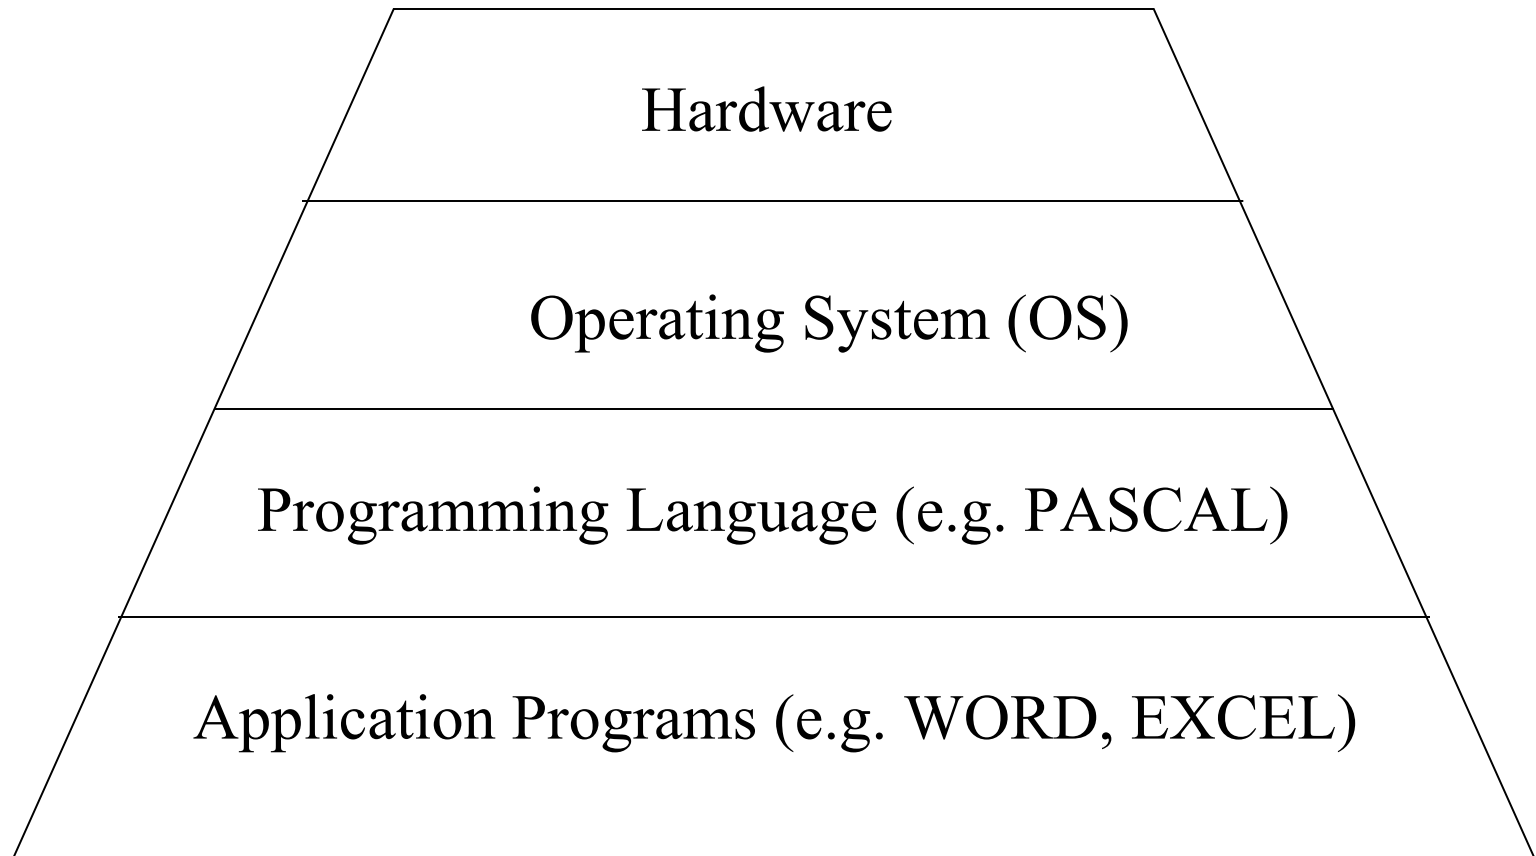 Hardware
Operating System (OS)
Programming Language (e.g. PASCAL)
Application Programs (e.g. WORD, EXCEL)